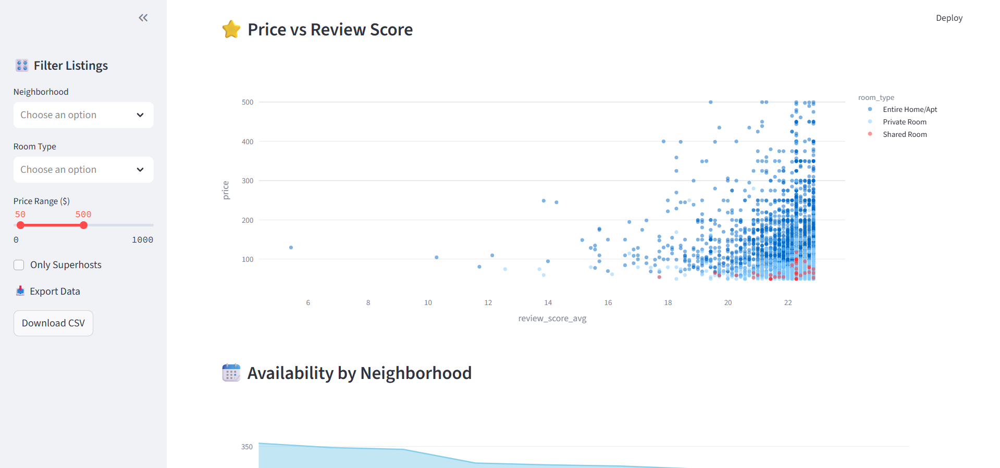 Deploy
Filter Listings
Neighborhood
Choose an option
Room Type
Choose an option
Price Range ($)
50 500
0 1000
Only Superhosts
Export Data
Download CSV
Price vs Review Score
500
400
300
200
100
price
6 8 10 12 14 16 18 20 22
review_score_avg
room_type
Entire Home/Apt
Private Room
Shared Room
Availability by Neighborhood
350